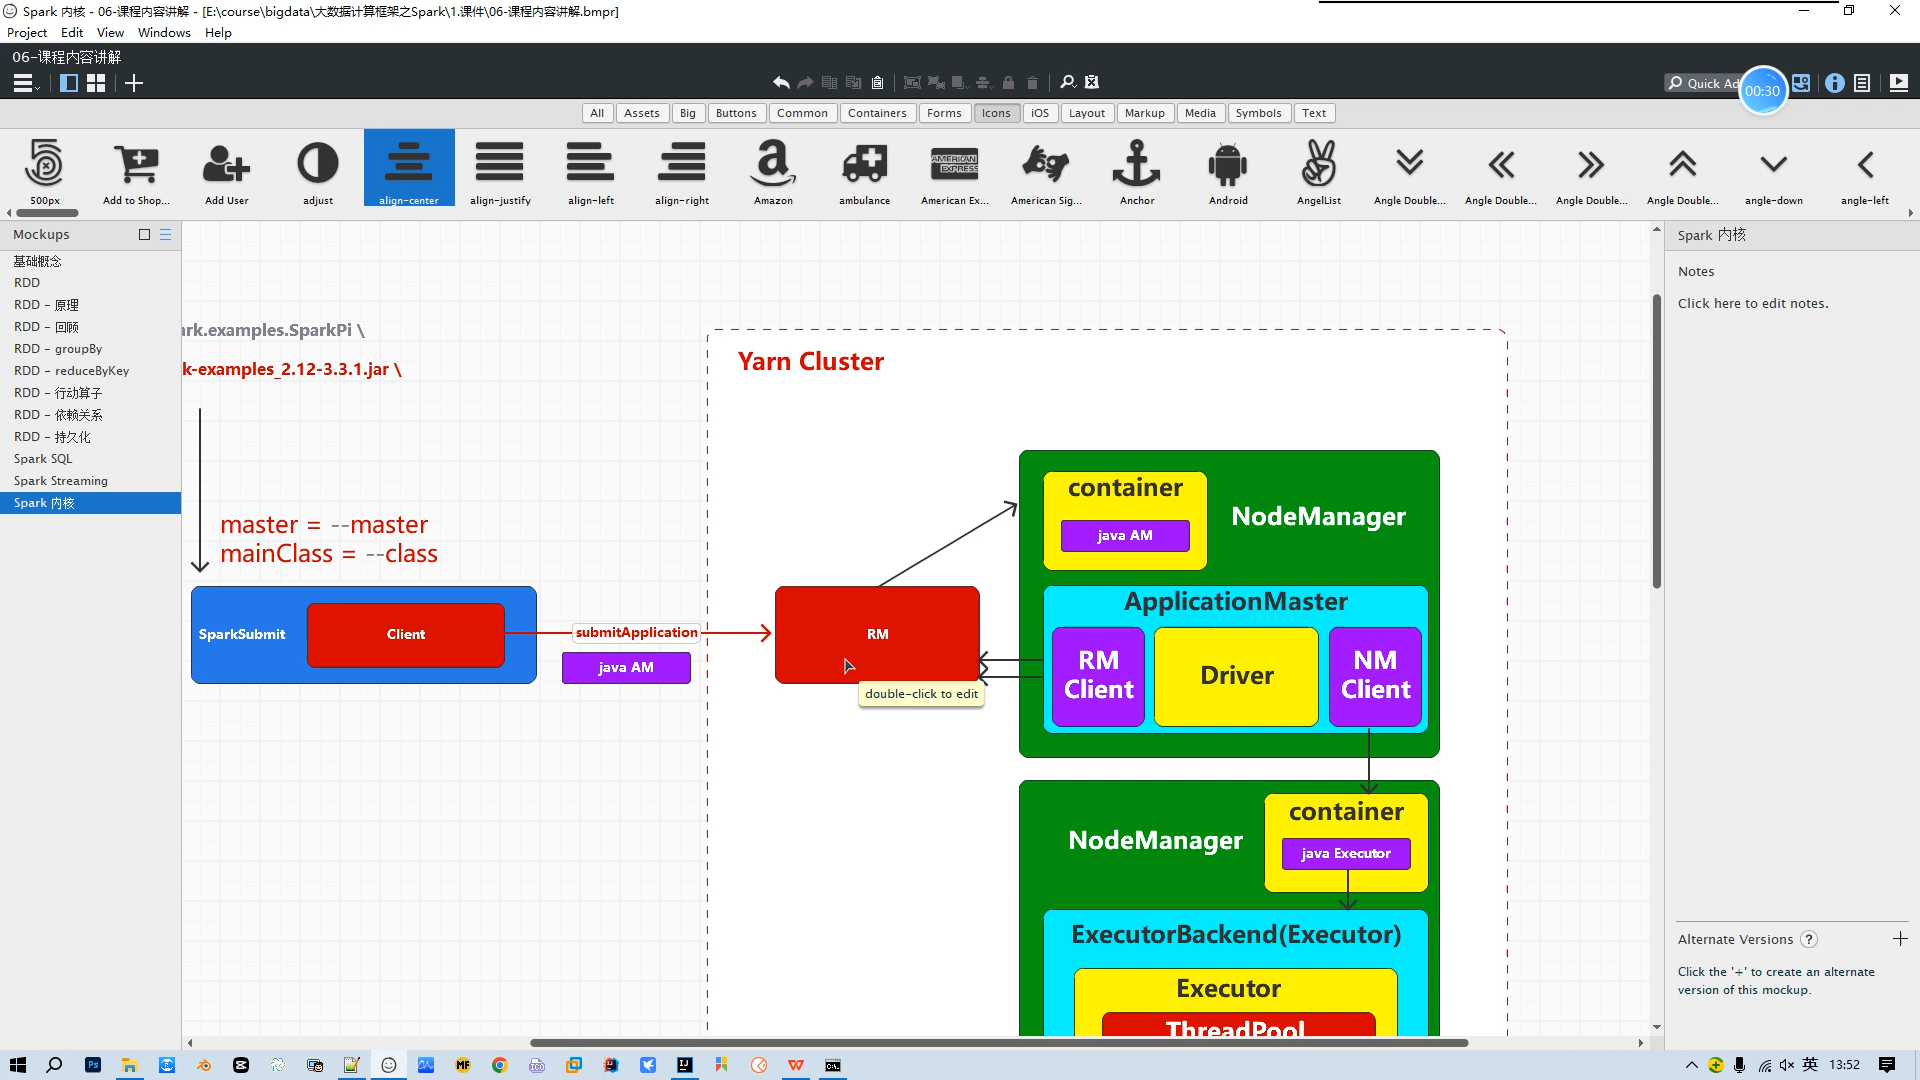 Spark 内核 - 06-课程内容讲解 - [E:\course\bigdata\大数据计算框架之Spark\1.课件\06-课程内容讲解.bmpr]
Project Edit View Windows Help
06-课程内容讲解
Quick Ad
00:30
All Assets Big Buttons Common Containers Forms Icons iOS Layout Markup Media Symbols Text
500px Add to Shop... Add User adjust align-center align-justify align-left align-right Amazon ambulance American Ex... American Sig... Anchor Android AngelList Angle Double... Angle Double... Angle Double... Angle Double... angle-down angle-left
Mockups
基础概念
RDD
RDD - 原理
RDD - 回顾
RDD - groupBy
RDD - reduceByKey
RDD - 行动算子
RDD - 依赖关系
RDD - 持久化
Spark SQL
Spark Streaming
Spark 内核
ark.examples.SparkPi \
k-examples_2.12-3.3.1.jar \
master = --master
mainClass = --class
SparkSubmit
Client
submitApplication
java AM
Yarn Cluster
RM
double-click to edit
container
java AM
NodeManager
ApplicationMaster
RM Client
Driver
NM Client
NodeManager
container
java Executor
ExecutorBackend(Executor)
Executor
ThreadPool
Spark 内核
Notes
Click here to edit notes.
Alternate Versions ?
Click the '+' to create an alternate
version of this mockup.
英 13:52